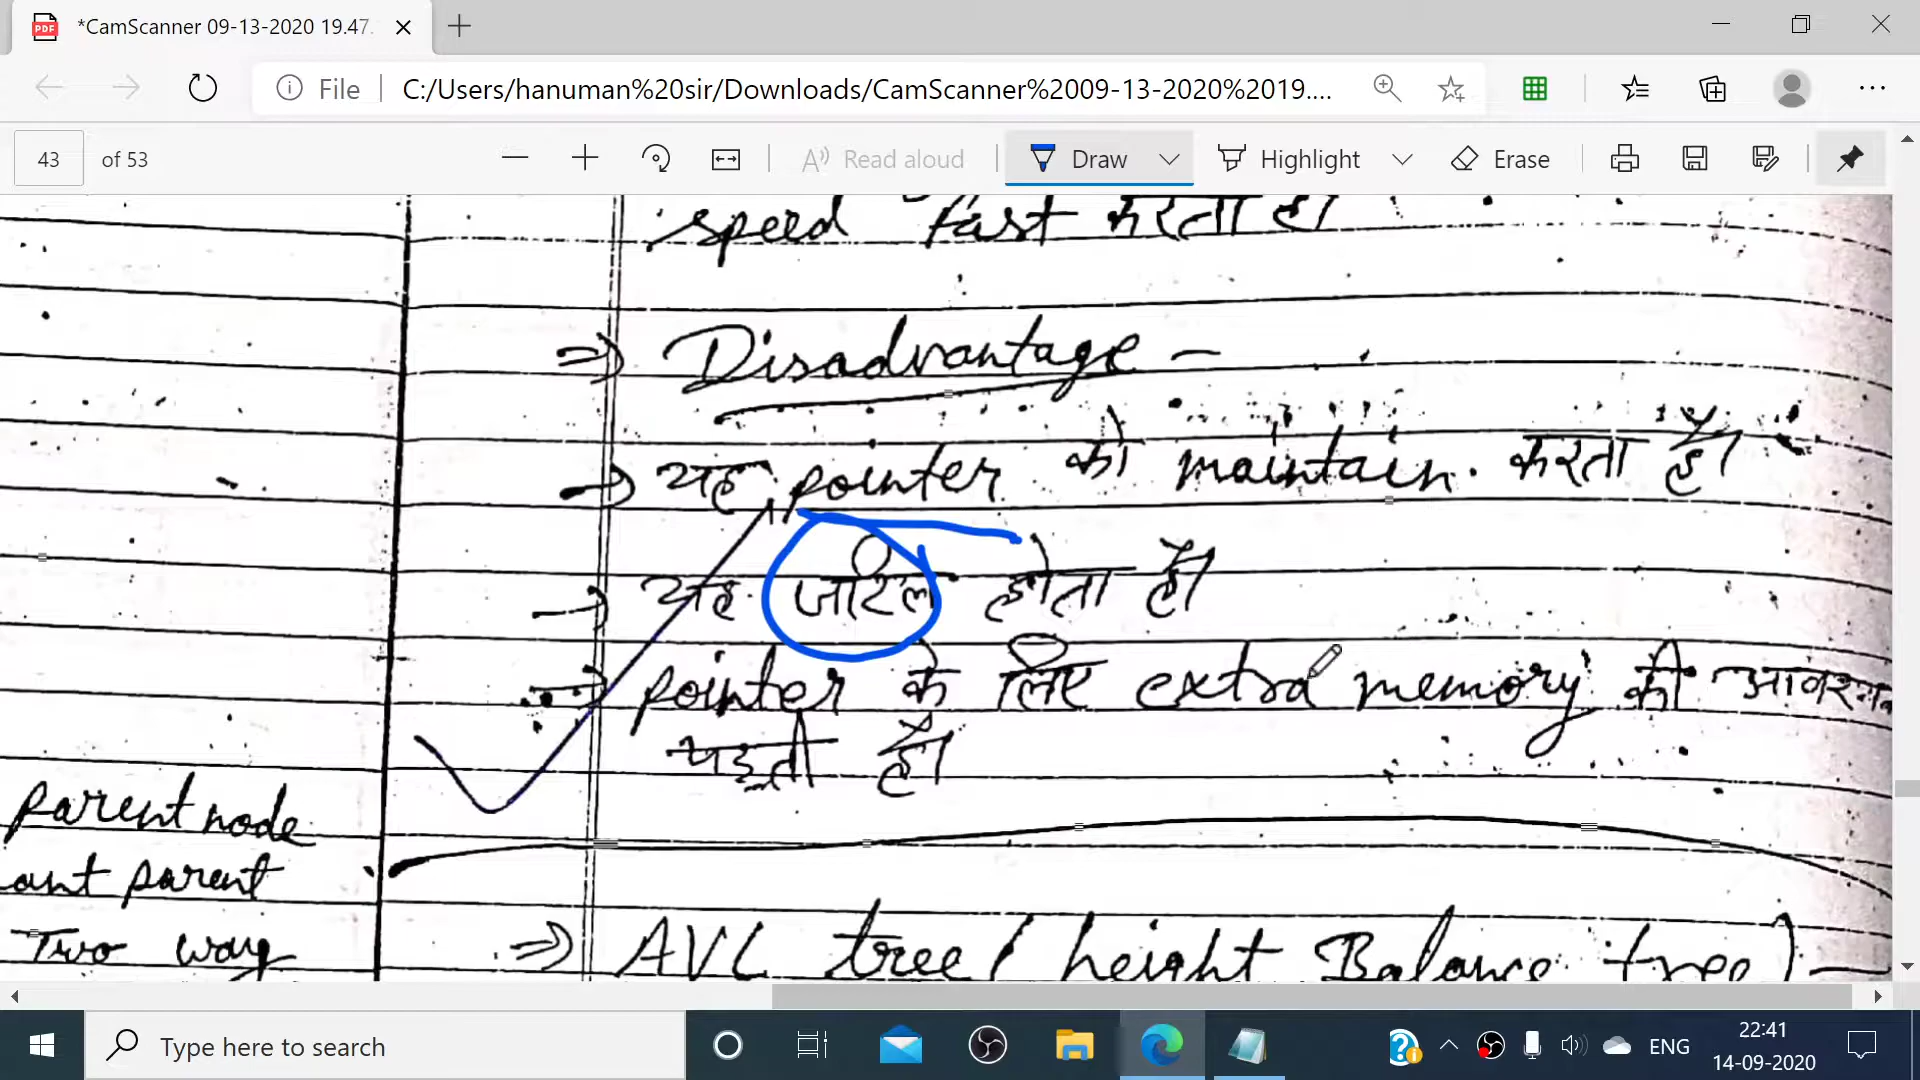 *CamScanner 09-13-2020 19.47.
File
C:/Users/hanuman%20sir/Downloads/CamScanner%2009-13-2020%2019....
43 of 53
Read aloud
Draw
Highlight
Erase
speed fast करता है।
⇒ Disadvantage —
→ यह pointer को maintain करता है।
→ यह जटिल होता है।
→ pointer के लिए extra memory की आवश्यक
पड़ती है।
parent node
ant parent
Two way
⇒ AVL tree ( height Balance tree ) —
Type here to search
ENG
22:41
14-09-2020